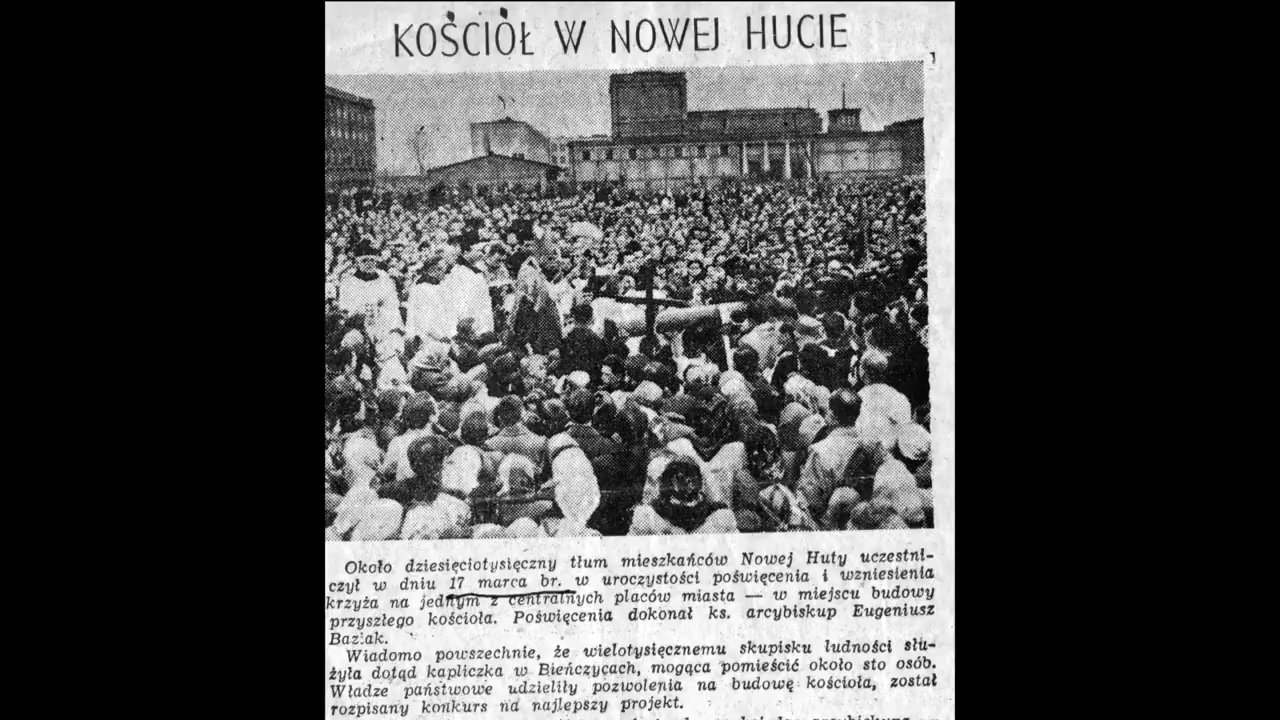 KOŚCIÓŁ W NOWEJ HUCIE
Około dziesięciotysięczny tłum mieszkańców Nowej Huty uczestni-
czył w dniu 17 marca br. w uroczystości poświęcenia i wzniesienia
krzyża na jednym z centralnych placów miasta — w miejscu budowy
przyszłego kościoła. Poświęcenia dokonał ks. arcybiskup Eugeniusz
Baziak.
Wiadomo powszechnie, że wielotysięcznemu skupisku ludności słu-
żyła dotąd kapliczka w Bieńczycach, mogąca pomieścić około sto osób.
Władze państwowe udzieliły pozwolenia na budowę kościoła, został
rozpisany konkurs na najlepszy projekt.